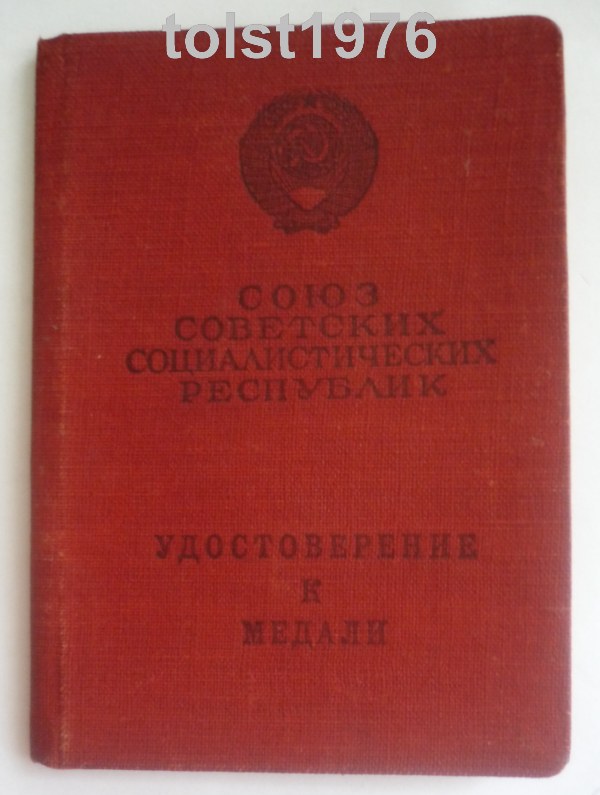 tolst1976
СОЮЗ
СОВЕТСКИХ
СОЦИАЛИСТИЧЕСКИХ
РЕСПУБЛИК
УДОСТОВЕРЕНИЕ
К
МЕДАЛИ